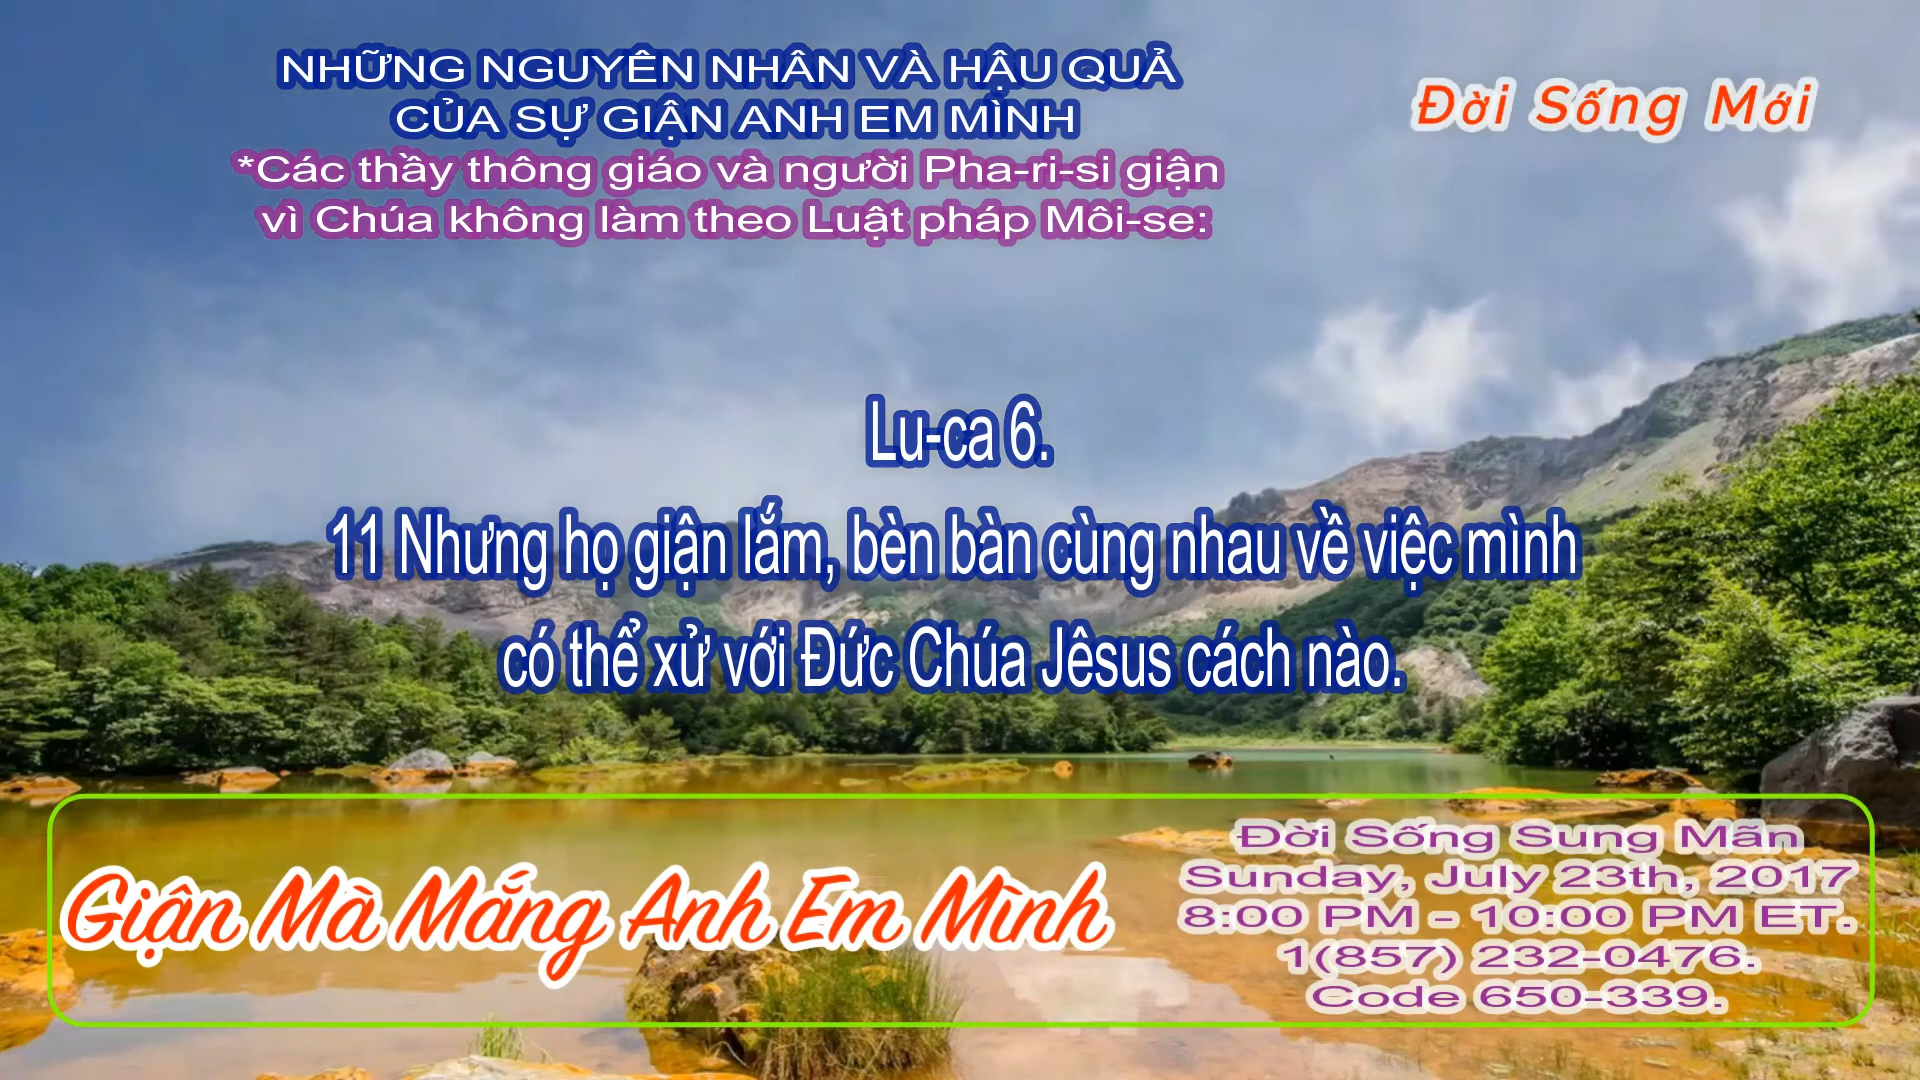 NHỮNG NGUYÊN NHÂN VÀ HẬU QUẢ
CỦA SỰ GIẬN ANH EM MÌNH
*Các thầy thông giáo và người Pha-ri-si giận
vì Chúa không làm theo Luật pháp Môi-se:
Đời Sống Mới
Lu-ca 6.
11 Nhưng họ giận lắm, bèn bàn cùng nhau về việc mình
có thể xử với Đức Chúa Jêsus cách nào.
Giận Mà Mắng Anh Em Mình
Đời Sống Sung Mãn
Sunday, July 23th, 2017
8:00 PM - 10:00 PM ET.
1(857) 232-0476.
Code 650-339.